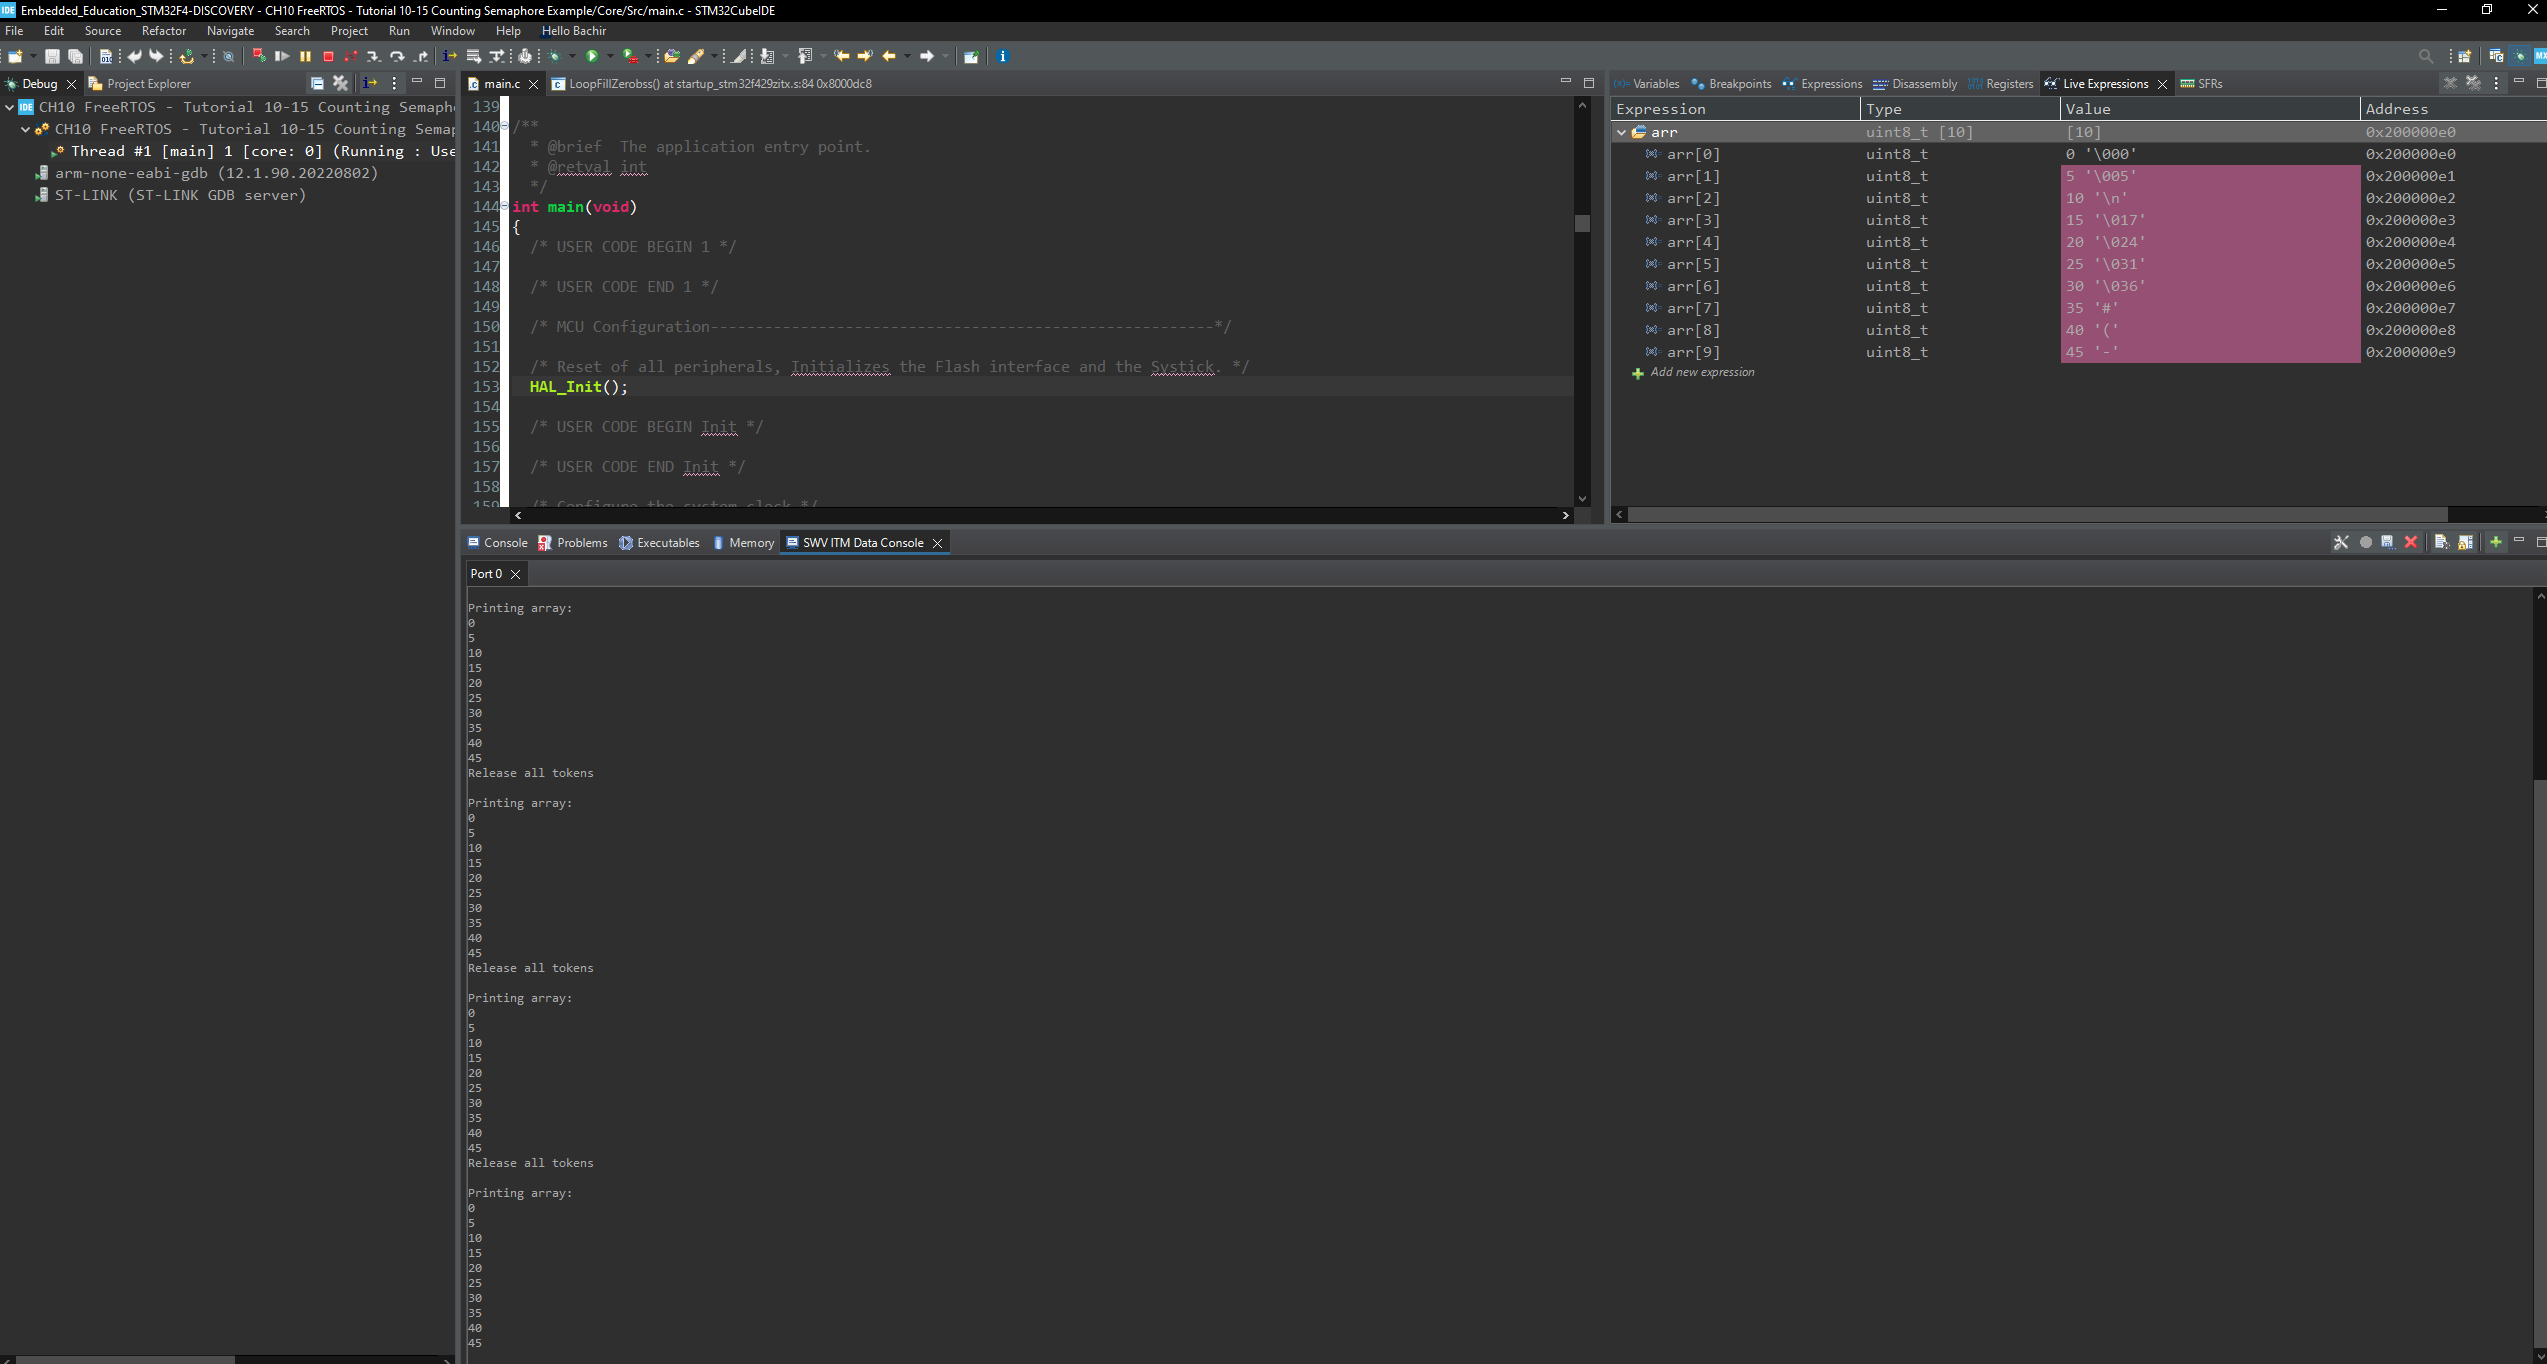 IDE Embedded_Education_STM32F4-DISCOVERY - CH10 FreeRTOS - Tutorial 10-15 Counting Semaphore Example/Core/Src/main.c - STM32CubeIDE
File Edit Source Refactor Navigate Search Project Run Window Help Hello Bachir
Debug Project Explorer
IDE CH10 FreeRTOS - Tutorial 10-15 Counting Semapho
CH10 FreeRTOS - Tutorial 10-15 Counting Semap
Thread #1 [main] 1 [core: 0] (Running : Use
arm-none-eabi-gdb (12.1.90.20220802)
ST-LINK (ST-LINK GDB server)
main.c LoopFillZerobss() at startup_stm32f429zitx.s:84 0x8000dc8
139
140 /**
141 * @brief The application entry point.
142 * @retval int
143 */
144 int main(void)
145 {
146 /* USER CODE BEGIN 1 */
147
148 /* USER CODE END 1 */
149
150 /* MCU Configuration--------------------------------------------------------*/
151
152 /* Reset of all peripherals, Initializes the Flash interface and the Systick. */
153 HAL_Init();
154
155 /* USER CODE BEGIN Init */
156
157 /* USER CODE END Init */
158
159 /* Configure the system clock */
Variables Breakpoints Expressions Disassembly Registers Live Expressions SFRs
Expression Type Value Address
arr uint8_t [10] [10] 0x200000e0
arr[0] uint8_t 0 '\000' 0x200000e0
arr[1] uint8_t 5 '\005' 0x200000e1
arr[2] uint8_t 10 '\n' 0x200000e2
arr[3] uint8_t 15 '\017' 0x200000e3
arr[4] uint8_t 20 '\024' 0x200000e4
arr[5] uint8_t 25 '\031' 0x200000e5
arr[6] uint8_t 30 '\036' 0x200000e6
arr[7] uint8_t 35 '#' 0x200000e7
arr[8] uint8_t 40 '(' 0x200000e8
arr[9] uint8_t 45 '-' 0x200000e9
Add new expression
Console Problems Executables Memory SWV ITM Data Console
Port 0
Printing array:
0
5
10
15
20
25
30
35
40
45
Release all tokens
Printing array:
0
5
10
15
20
25
30
35
40
45
Release all tokens
Printing array:
0
5
10
15
20
25
30
35
40
45
Release all tokens
Printing array:
0
5
10
15
20
25
30
35
40
45